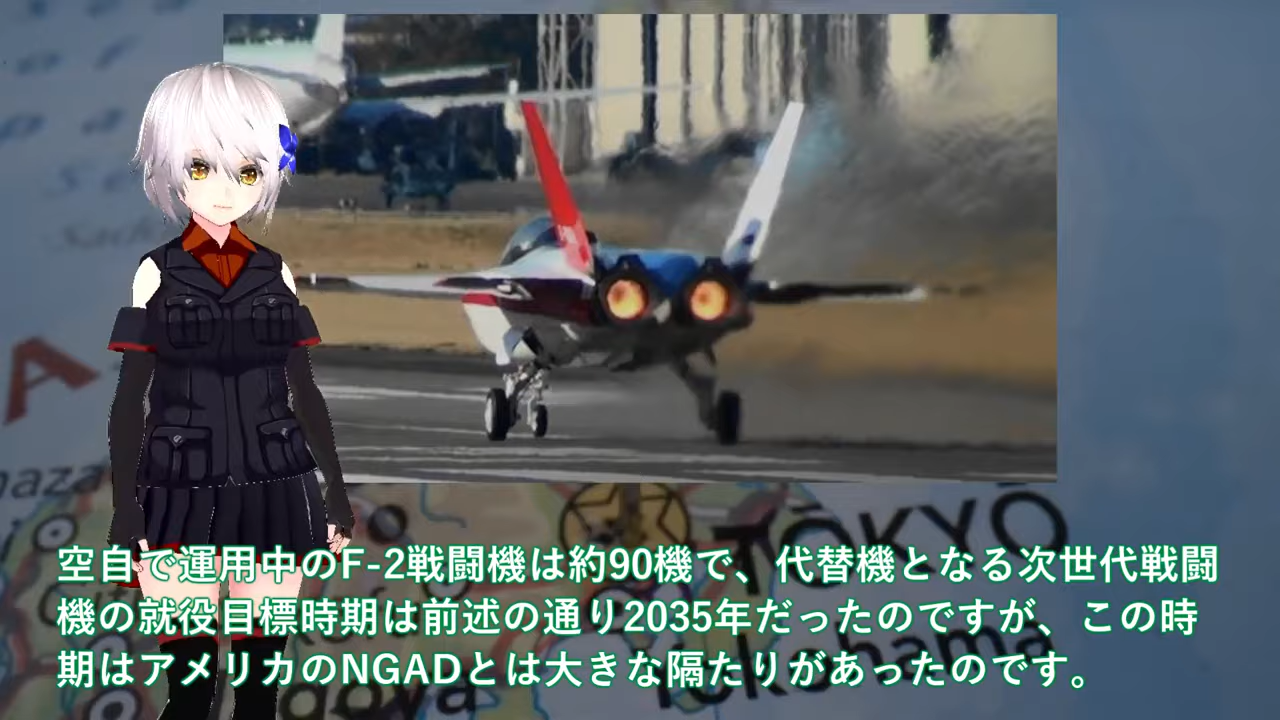 A
TŌKYŌ
空自で運用中のF-2戦闘機は約90機で、代替機となる次世代戦闘
機の就役目標時期は前述の通り2035年だったのですが、この時
Yokohama
期はアメリカのNGADとは大きな隔たりがあったのです。